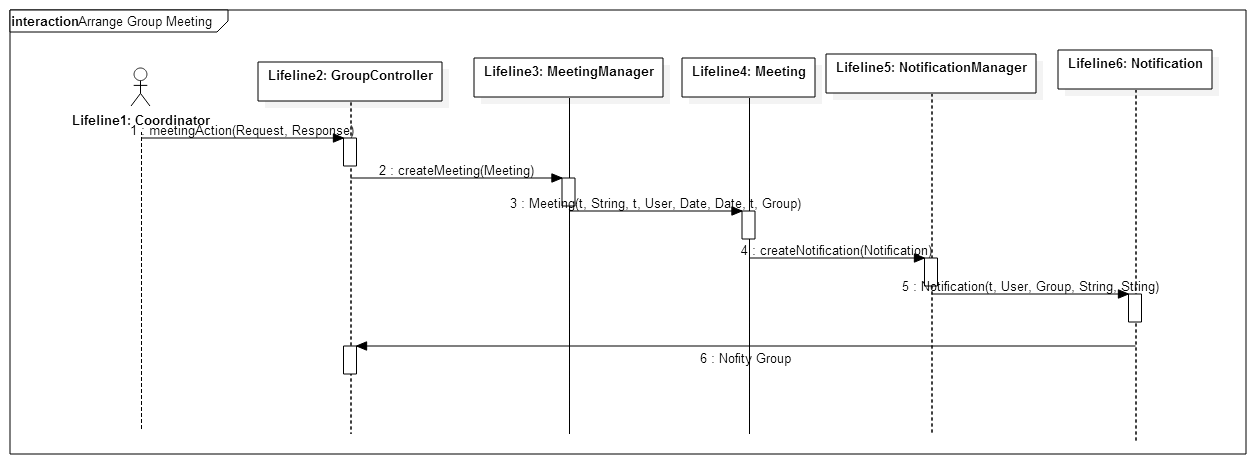 interaction Arrange Group Meeting
Lifeline1: Coordinator
Lifeline2: GroupController
Lifeline3: MeetingManager
Lifeline4: Meeting
Lifeline5: NotificationManager
Lifeline6: Notification
1 : meetingAction(Request, Response)
2 : createMeeting(Meeting)
3 : Meeting(t, String, t, User, Date, Date, t, Group)
4 : createNotification(Notification)
5 : Notification(t, User, Group, String, String)
6 : Nofity Group